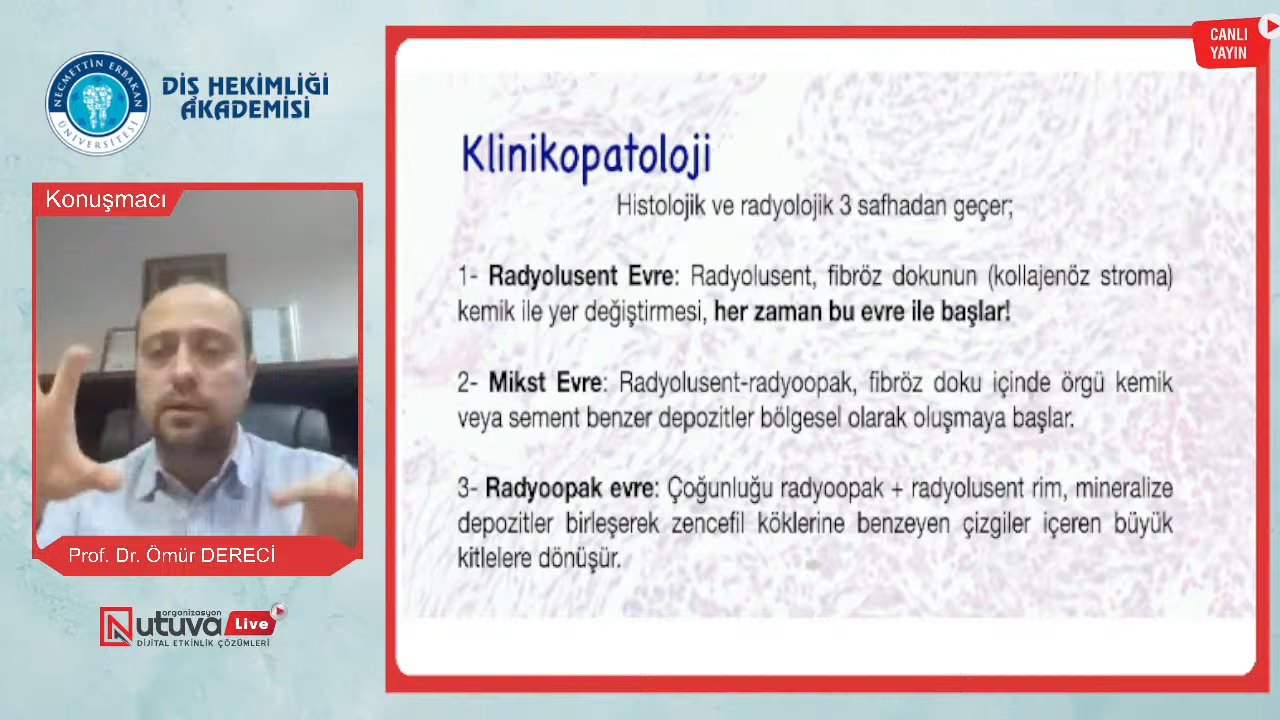 NECMETTİN ERBAKAN
ÜNİVERSİTESİ
DİŞ HEKİMLİĞİ
AKADEMİSİ
Konuşmacı
Prof. Dr. Ömür DERECİ
organizasyon
Nutuva Live
DİJİTAL ETKİNLİK ÇÖZÜMLERİ
CANLI
YAYIN
Klinikopatoloji
Histolojik ve radyolojik 3 safhadan geçer;
1- Radyolusent Evre: Radyolusent, fibröz dokunun (kollajenöz stroma)
kemik ile yer değiştirmesi, her zaman bu evre ile başlar!
2- Mikst Evre: Radyolusent-radyoopak, fibröz doku içinde örgü kemik
veya sement benzer depozitler bölgesel olarak oluşmaya başlar.
3- Radyoopak evre: Çoğunluğu radyoopak + radyolusent rim, mineralize
depozitler birleşerek zencefil köklerine benzeyen çizgiler içeren büyük
kitlelere dönüşür.